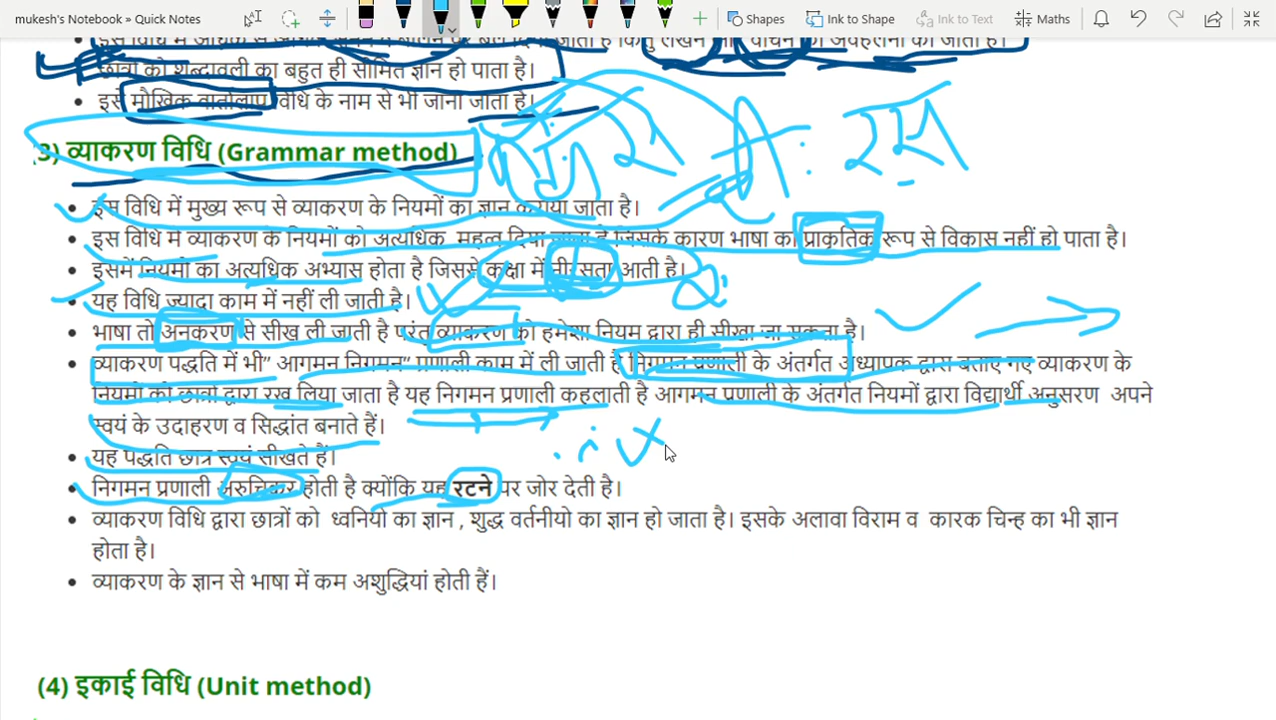 mukesh's Notebook » Quick Notes
Shapes
Ink to Shape
Ink to Text
Maths
छात्रों को शब्दावली का बहुत ही सीमित ज्ञान हो पाता है।
इसे मौखिक वार्तालाप विधि के नाम से भी जाना जाता है।
(3) व्याकरण विधि (Grammar method)
इस विधि में मुख्य रूप से व्याकरण के नियमों का ज्ञान कराया जाता है।
इस विधि में व्याकरण के नियमों को अत्यधिक महत्व दिया जाता है जिसके कारण भाषा का प्राकृतिक रूप से विकास नहीं हो पाता है।
इसमें नियमों का अत्यधिक अभ्यास होता है जिससे कक्षा में नीरसता आती है।
यह विधि ज्यादा काम में नहीं ली जाती है।
भाषा तो अनुकरण से सीख ली जाती है परंतु व्याकरण को हमेशा नियम द्वारा ही सीखा जा सकता है।
व्याकरण पद्धति में भी" आगमन निगमन" प्रणाली काम में ली जाती है निगमन प्रणाली के अंतर्गत अध्यापक द्वारा बताए गए व्याकरण के
नियमों को छात्रों द्वारा रख लिया जाता है यह निगमन प्रणाली कहलाती है आगमन प्रणाली के अंतर्गत नियमों द्वारा विद्यार्थी अनुसरण अपने
स्वयं के उदाहरण व सिद्धांत बनाते हैं।
यह पद्धति छात्र स्वयं सीखते हैं।
निगमन प्रणाली अरुचिकर होती है क्योंकि यह रटने पर जोर देती है।
व्याकरण विधि द्वारा छात्रों को ध्वनियो का ज्ञान , शुद्ध वर्तनीयो का ज्ञान हो जाता है। इसके अलावा विराम व कारक चिन्ह का भी ज्ञान
होता है।
व्याकरण के ज्ञान से भाषा में कम अशुद्धियां होती हैं।
(4) इकाई विधि (Unit method)